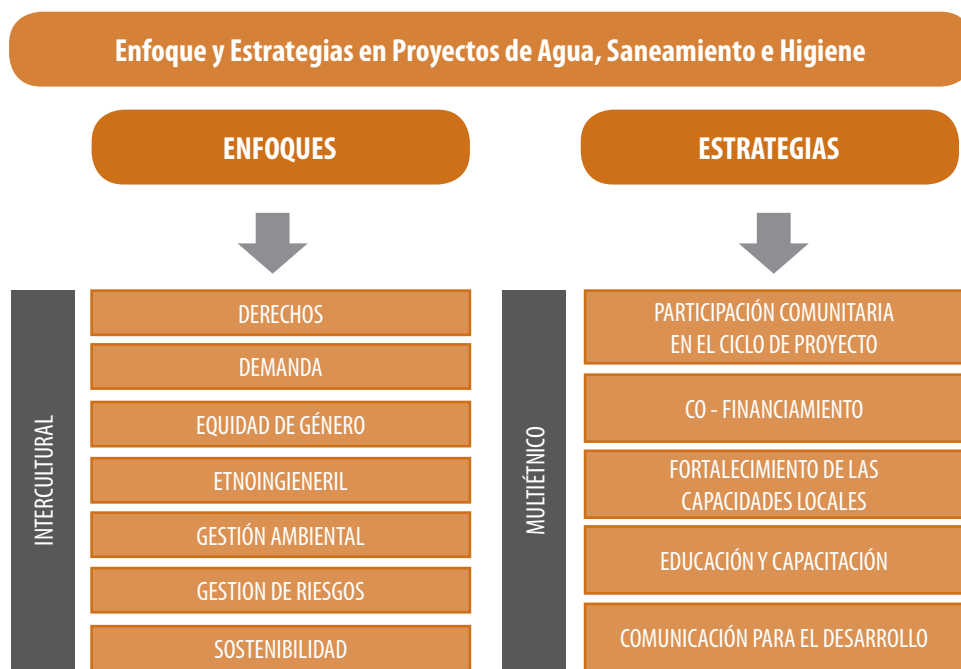 Enfoque y Estrategias en Proyectos de Agua, Saneamiento e Higiene
ENFOQUES
INTERCULTURAL
DERECHOS
DEMANDA
EQUIDAD DE GÉNERO
ETNOINGIENERIL
GESTIÓN AMBIENTAL
GESTION DE RIESGOS
SOSTENIBILIDAD
ESTRATEGIAS
MULTIÉTNICO
PARTICIPACIÓN COMUNITARIA
EN EL CICLO DE PROYECTO
CO - FINANCIAMIENTO
FORTALECIMIENTO DE LAS
CAPACIDADES LOCALES
EDUCACIÓN Y CAPACITACIÓN
COMUNICACIÓN PARA EL DESARROLLO